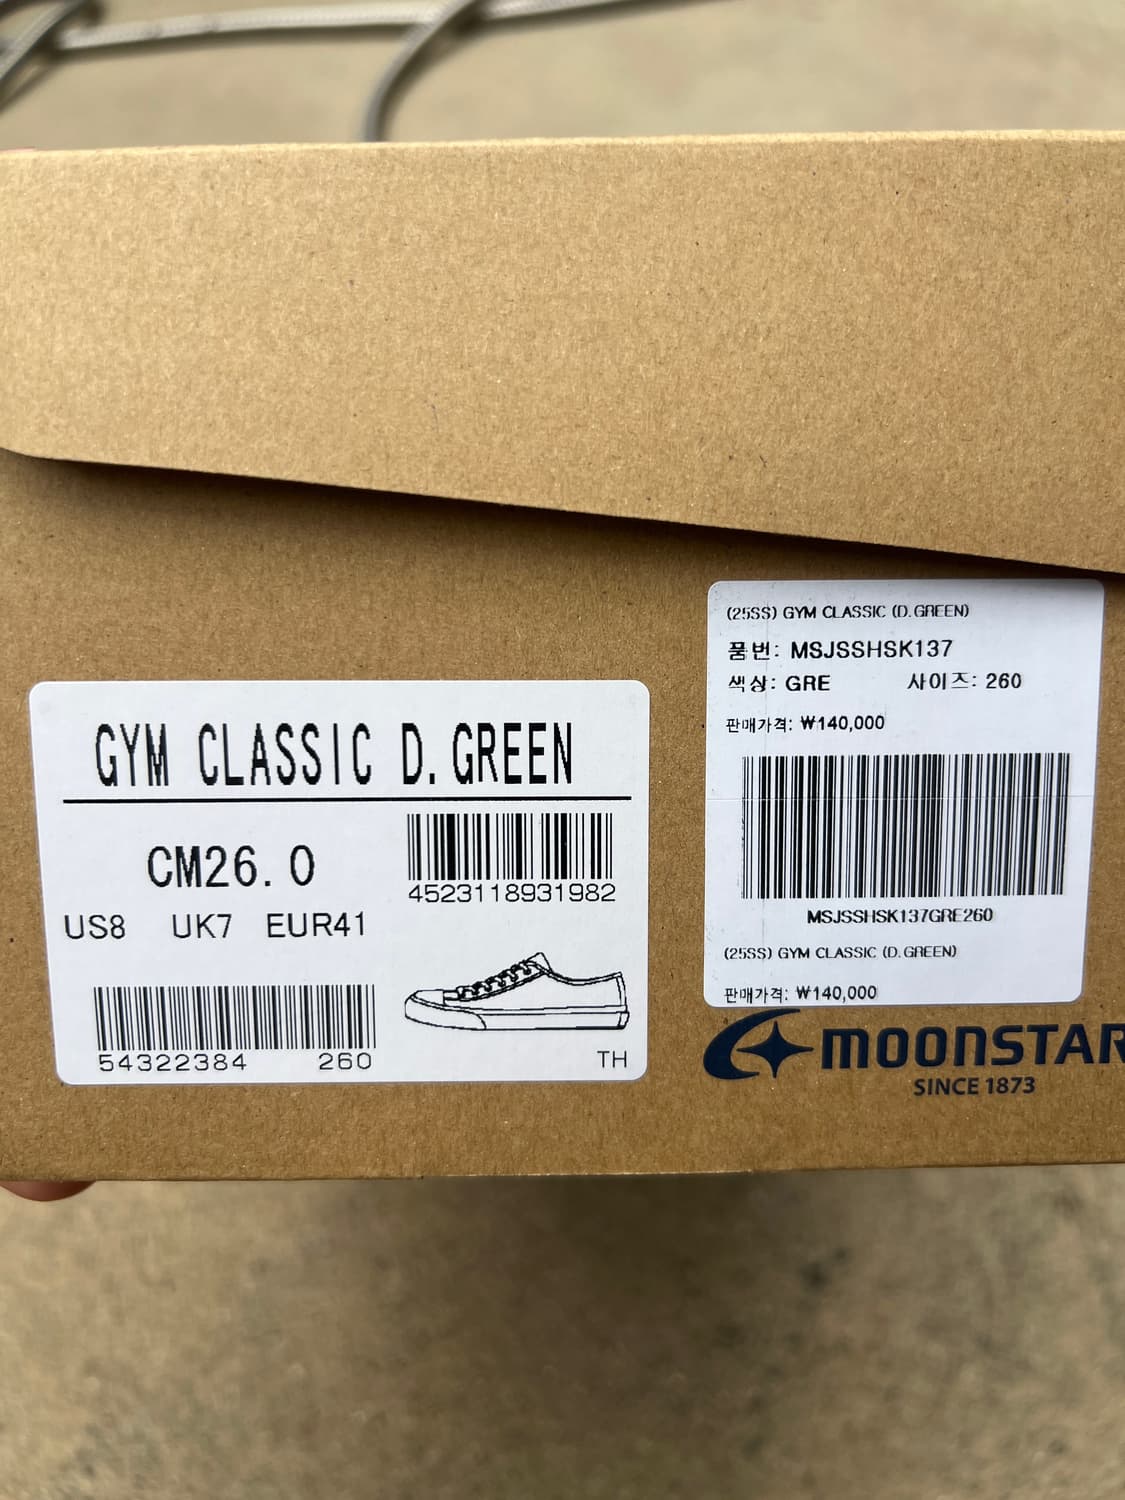 GYM CLASSIC D.GREEN
CM26.0
4523118931982
US8 UK7 EUR41
54322384 260
TH
(25SS) GYM CLASSIC (D.GREEN)
품번: MSJSSHSK137
색상: GRE 사이즈: 260
판매가격: ₩140,000
MSJSSHSK137GRE260
(25SS) GYM CLASSIC (D.GREEN)
판매가격: ₩140,000
MOONSTAR
SINCE 1873